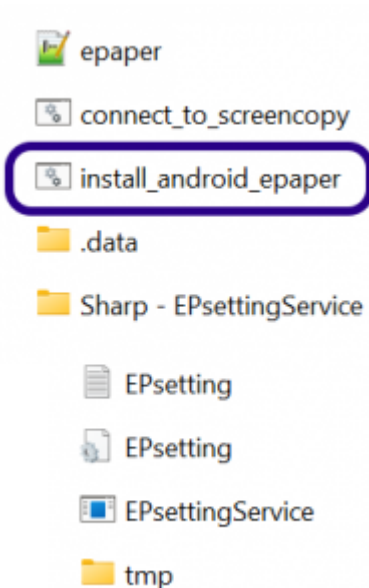 epaper
connect_to_screencopy
install_android_epaper
.data
Sharp - EPsettingService
EPsetting
EPsetting
EPsettingService
tmp